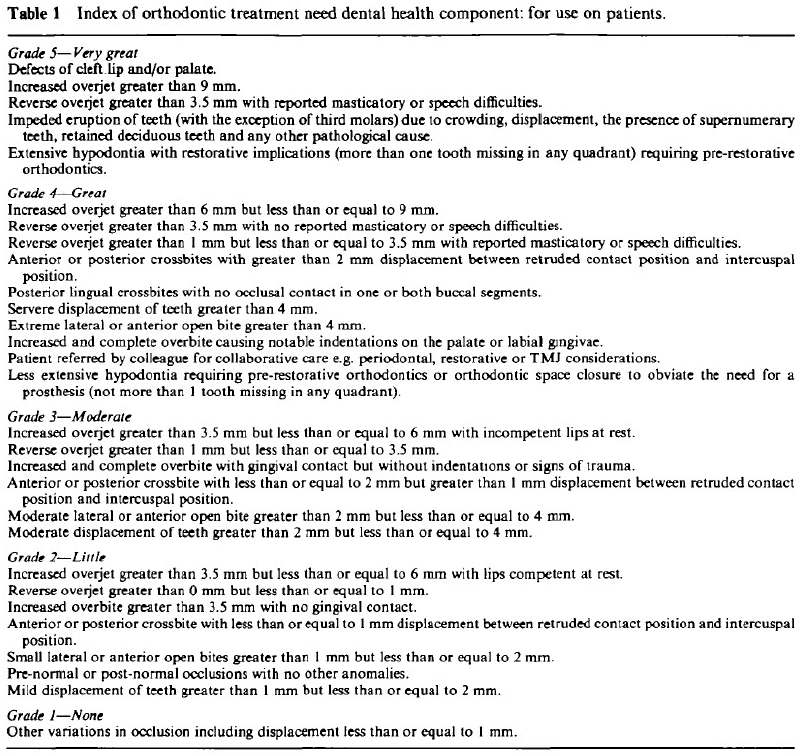 Table 1 Index of orthodontic treatment need dental health component: for use on patients.
Grade 5—Very great
Defects of cleft lip and/or palate.
Increased overjet greater than 9 mm.
Reverse overjet greater than 3.5 mm with reported masticatory or speech difficulties.
Impeded eruption of teeth (with the exception of third molars) due to crowding, displacement, the presence of supernumerary
teeth, retained deciduous teeth and any other pathological cause.
Extensive hypodontia with restorative implications (more than one tooth missing in any quadrant) requiring pre-restorative
orthodontics.
Grade 4—Great
Increased overjet greater than 6 mm but less than or equal to 9 mm.
Reverse overjet greater than 3.5 mm with no reported masticatory or speech difficulties.
Reverse overjet greater than 1 mm but less than or equal to 3.5 mm with reported masticatory or speech difficulties.
Anterior or posterior crossbites with greater than 2 mm displacement between retruded contact position and intercuspal
position.
Posterior lingual crossbites with no occlusal contact in one or both buccal segments.
Servere displacement of teeth greater than 4 mm.
Extreme lateral or anterior open bite greater than 4 mm.
Increased and complete overbite causing notable indentations on the palate or labial gingivae.
Patient referred by colleague for collaborative care e.g. periodontal, restorative or TMJ considerations.
Less extensive hypodontia requiring pre-restorative orthodontics or orthodontic space closure to obviate the need for a
prosthesis (not more than 1 tooth missing in any quadrant).
Grade 3—Moderate
Increased overjet greater than 3.5 mm but less than or equal to 6 mm with incompetent lips at rest.
Reverse overjet greater than 1 mm but less than or equal to 3.5 mm.
Increased and complete overbite with gingival contact but without indentations or signs of trauma.
Anterior or posterior crossbite with less than or equal to 2 mm but greater than 1 mm displacement between retruded contact
position and intercuspal position.
Moderate lateral or anterior open bite greater than 2 mm but less than or equal to 4 mm.
Moderate displacement of teeth greater than 2 mm but less than or equal to 4 mm.
Grade 2—Little
Increased overjet greater than 3.5 mm but less than or equal to 6 mm with lips competent at rest.
Reverse overjet greater than 0 mm but less than or equal to 1 mm.
Increased overbite greater than 3.5 mm with no gingival contact.
Anterior or posterior crossbite with less than or equal to 1 mm displacement between retruded contact position and intercuspal
position.
Small lateral or anterior open bites greater than 1 mm but less than or equal to 2 mm.
Pre-normal or post-normal occlusions with no other anomalies.
Mild displacement of teeth greater than 1 mm but less than or equal to 2 mm.
Grade 1—None
Other variations in occlusion including displacement less than or equal to 1 mm.